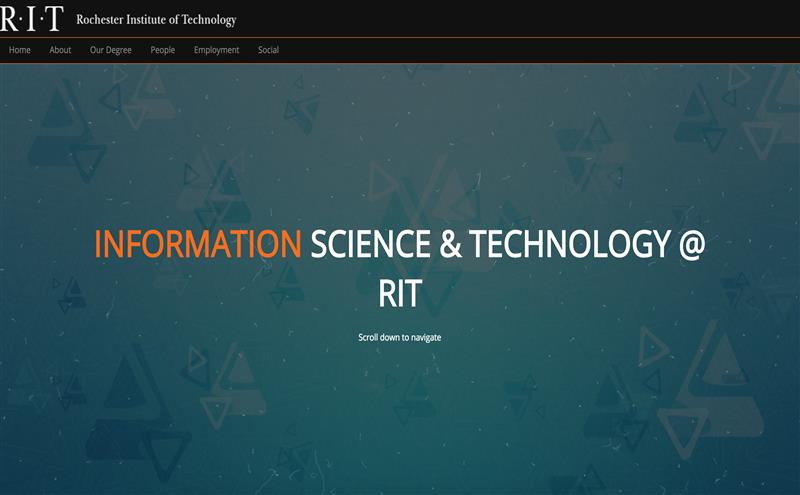 R·I·T Rochester Institute of Technology
Home About Our Degree People Employment Social
INFORMATION SCIENCE & TECHNOLOGY @
RIT
Scroll down to navigate